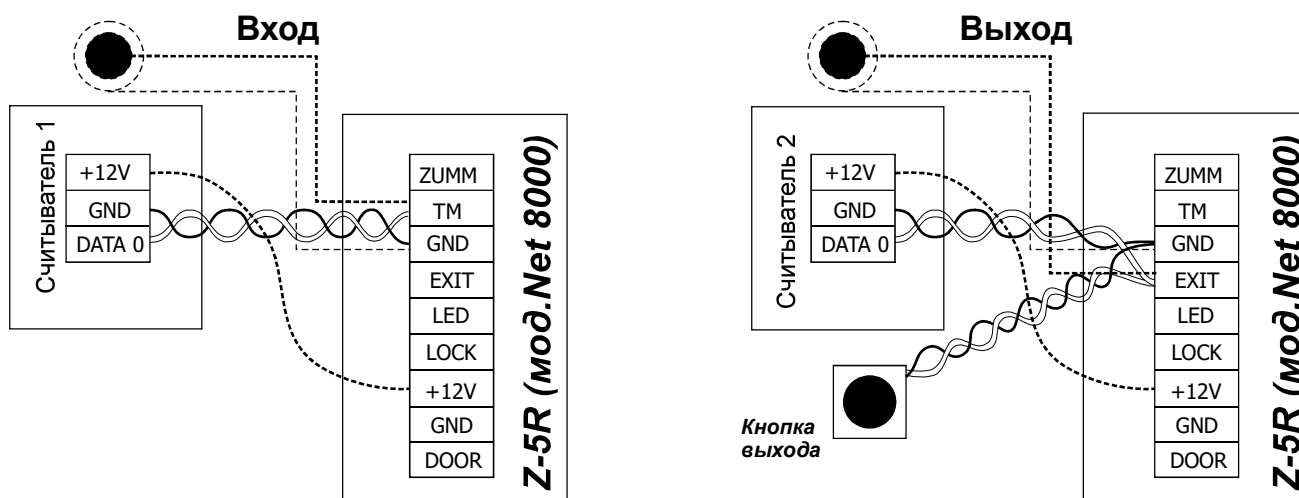 Вход
Считыватель 1
+12V
GND
DATA 0
ZUMM
TM
GND
EXIT
LED
LOCK
+12V
GND
DOOR
Z-5R (мод.Net 8000)
Выход
Считыватель 2
+12V
GND
DATA 0
Кнопка
выхода
ZUMM
TM
GND
EXIT
LED
LOCK
+12V
GND
DOOR
Z-5R (мод.Net 8000)